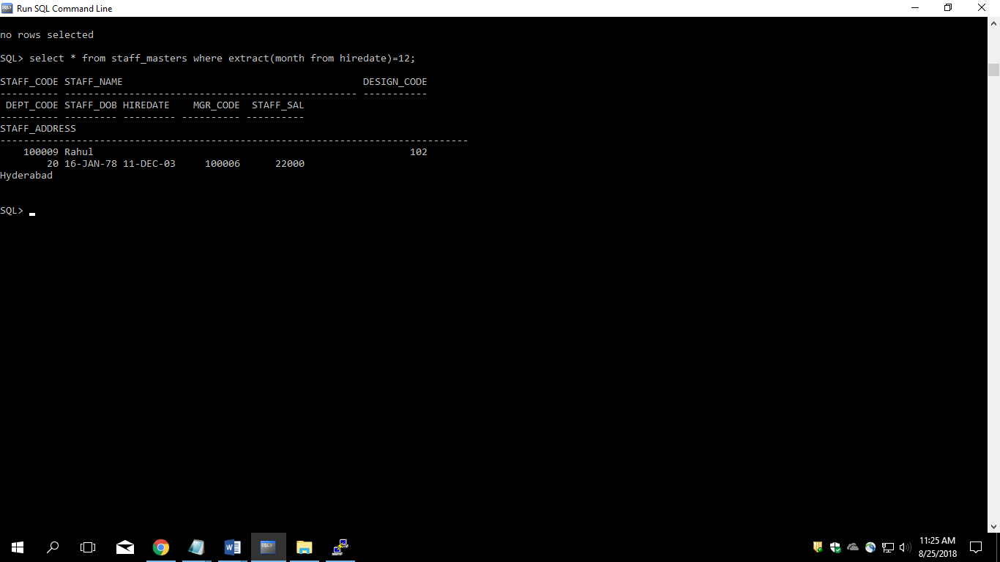 Run SQL Command Line
no rows selected
SQL> select * from staff_masters where extract(month from hiredate)=12;
STAFF_CODE STAFF_NAME                                         DESIGN_CODE
---------- -------------------------------------------------- -----------
 DEPT_CODE STAFF_DOB HIREDATE    MGR_CODE  STAFF_SAL
---------- --------- --------- ---------- ----------
STAFF_ADDRESS
--------------------------------------------------------------------------------
    100009 Rahul                                                      102
        20 16-JAN-78 11-DEC-03     100006      22000
Hyderabad
SQL>
11:25 AM
8/25/2018